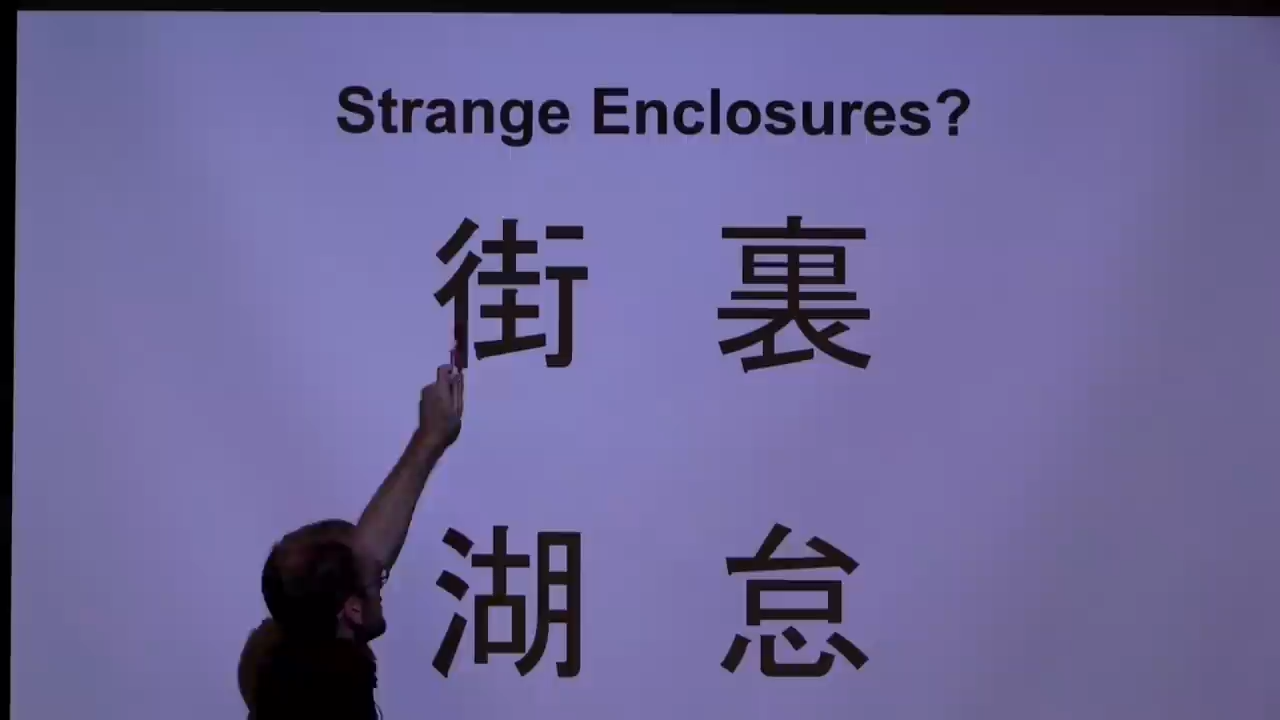 Strange Enclosures?
街 裏
湖 怠